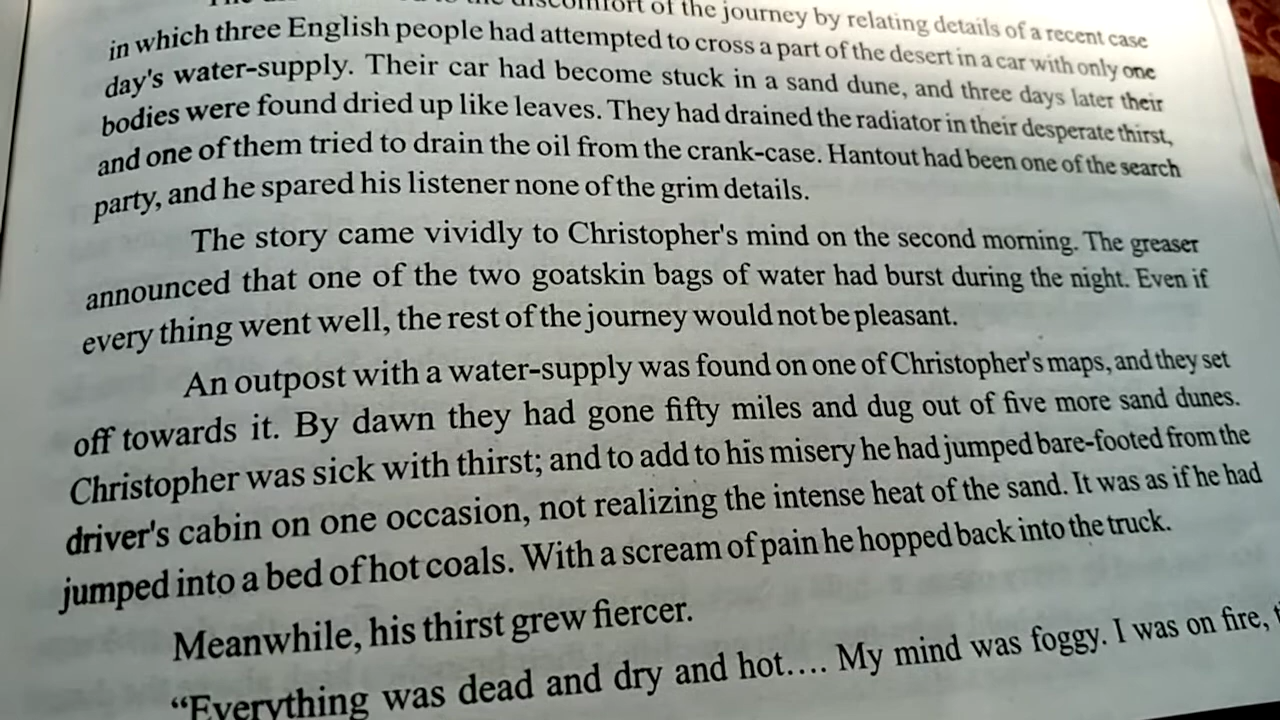 discomfort of the journey by relating details of a recent case
in which three English people had attempted to cross a part of the desert in a car with only one
day's water-supply. Their car had become stuck in a sand dune, and three days later their
bodies were found dried up like leaves. They had drained the radiator in their desperate thirst,
and one of them tried to drain the oil from the crank-case. Hantout had been one of the search
party, and he spared his listener none of the grim details.
The story came vividly to Christopher's mind on the second morning. The greaser
announced that one of the two goatskin bags of water had burst during the night. Even if
every thing went well, the rest of the journey would not be pleasant.
An outpost with a water-supply was found on one of Christopher's maps, and they set
off towards it. By dawn they had gone fifty miles and dug out of five more sand dunes.
Christopher was sick with thirst; and to add to his misery he had jumped bare-footed from the
driver's cabin on one occasion, not realizing the intense heat of the sand. It was as if he had
jumped into a bed of hot coals. With a scream of pain he hopped back into the truck.
Meanwhile, his thirst grew fiercer.
“Everything was dead and dry and hot.... My mind was foggy. I was on fire,